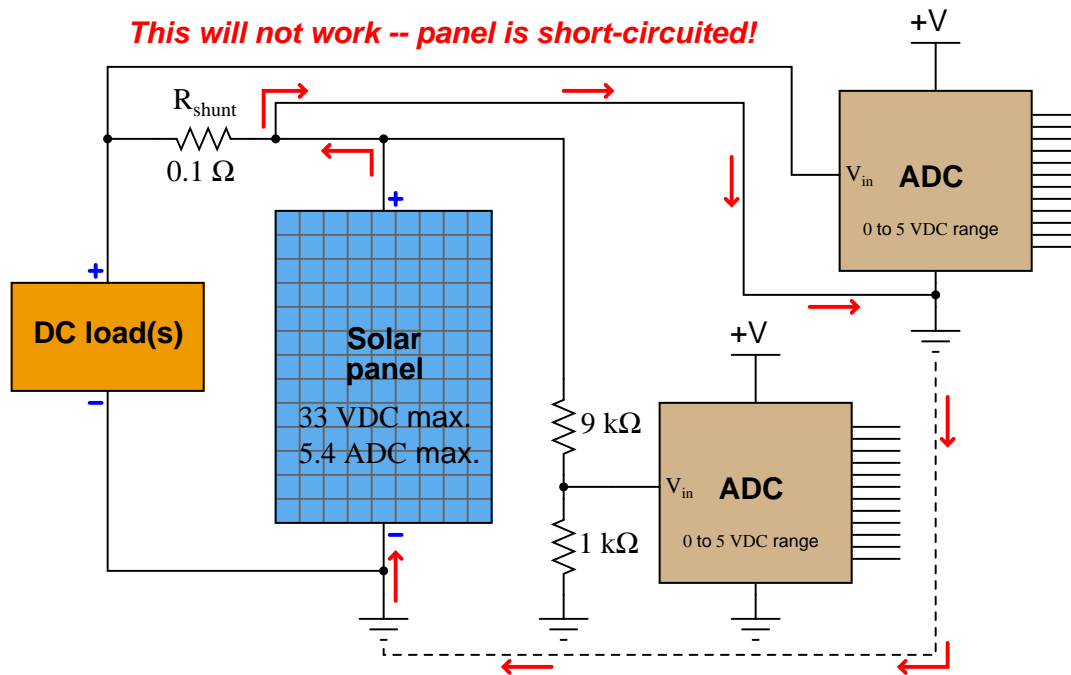 This will not work -- panel is short-circuited!
+V
R shunt
0.1 Ω
V in
ADC
0 to 5 VDC range
+
+
DC load(s)
−
Solar
panel
33 VDC max.
5.4 ADC max.
−
+V
9 kΩ
V in
ADC
1 kΩ
0 to 5 VDC range